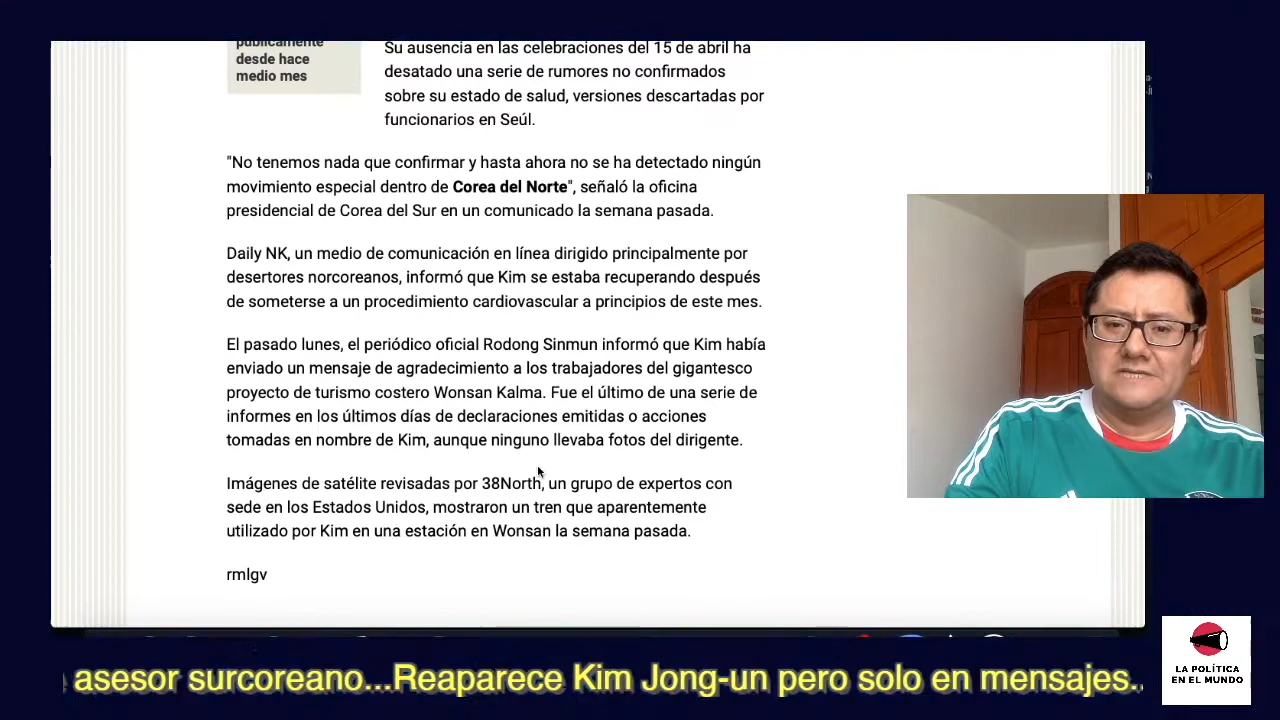 publicamente
desde hace
medio mes
Su ausencia en las celebraciones del 15 de abril ha
desatado una serie de rumores no confirmados
sobre su estado de salud, versiones descartadas por
funcionarios en Seúl.
"No tenemos nada que confirmar y hasta ahora no se ha detectado ningún
movimiento especial dentro de Corea del Norte", señaló la oficina
presidencial de Corea del Sur en un comunicado la semana pasada.
Daily NK, un medio de comunicación en línea dirigido principalmente por
desertores norcoreanos, informó que Kim se estaba recuperando después
de someterse a un procedimiento cardiovascular a principios de este mes.
El pasado lunes, el periódico oficial Rodong Sinmun informó que Kim había
enviado un mensaje de agradecimiento a los trabajadores del gigantesco
proyecto de turismo costero Wonsan Kalma. Fue el último de una serie de
informes en los últimos días de declaraciones emitidas o acciones
tomadas en nombre de Kim, aunque ninguno llevaba fotos del dirigente.
Imágenes de satélite revisadas por 38North, un grupo de expertos con
sede en los Estados Unidos, mostraron un tren que aparentemente
utilizado por Kim en una estación en Wonsan la semana pasada.
rmlgv
asesor surcoreano...Reaparece Kim Jong-un pero solo en mensajes..
LA POLÍTICA
EN EL MUNDO